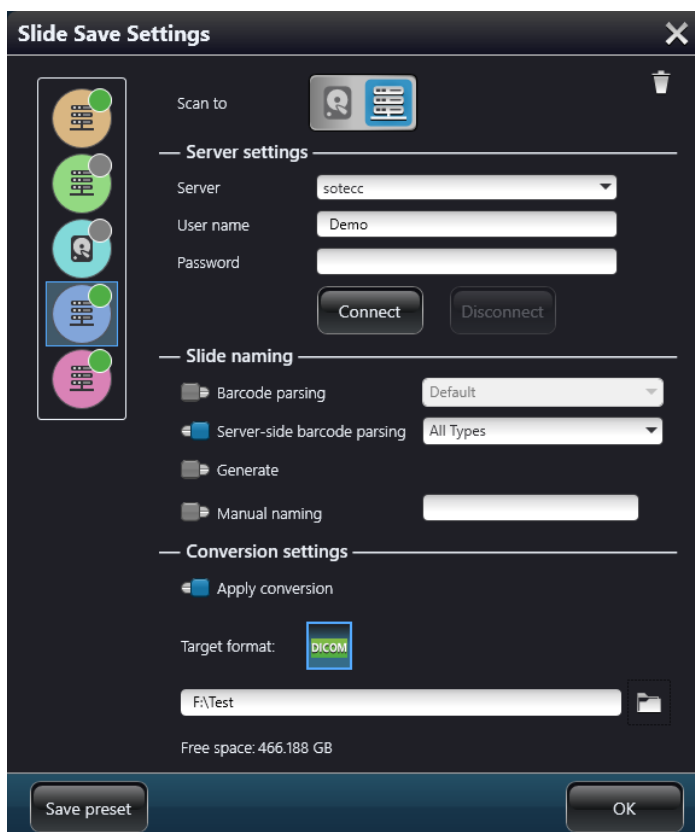 Slide Save Settings
Scan to
Server settings
Server sotecc
User name Demo
Password
Connect Disconnect
Slide naming
Barcode parsing Default
Server-side barcode parsing All Types
Generate
Manual naming
Conversion settings
Apply conversion
Target format: DICOM
F:\Test
Free space: 466.188 GB
Save preset OK